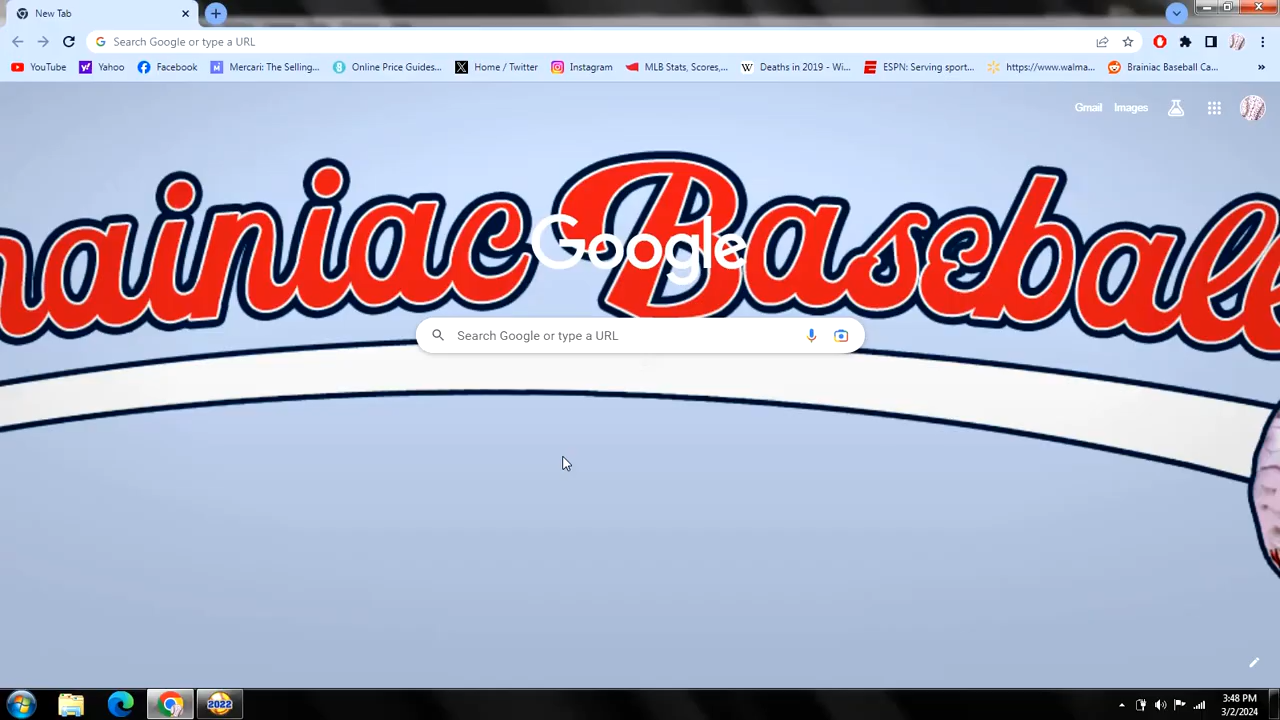 New Tab
Search Google or type a URL
YouTube
Yahoo
Facebook
Mercari: The Selling...
Online Price Guides...
Home / Twitter
Instagram
MLB Stats, Scores,...
Deaths in 2019 - Wi...
ESPN: Serving sport...
https://www.walma...
Brainiac Baseball Ca...
»
Gmail
Images
rainiac Baseball
Google
Search Google or type a URL
2022
3:48 PM
3/2/2024